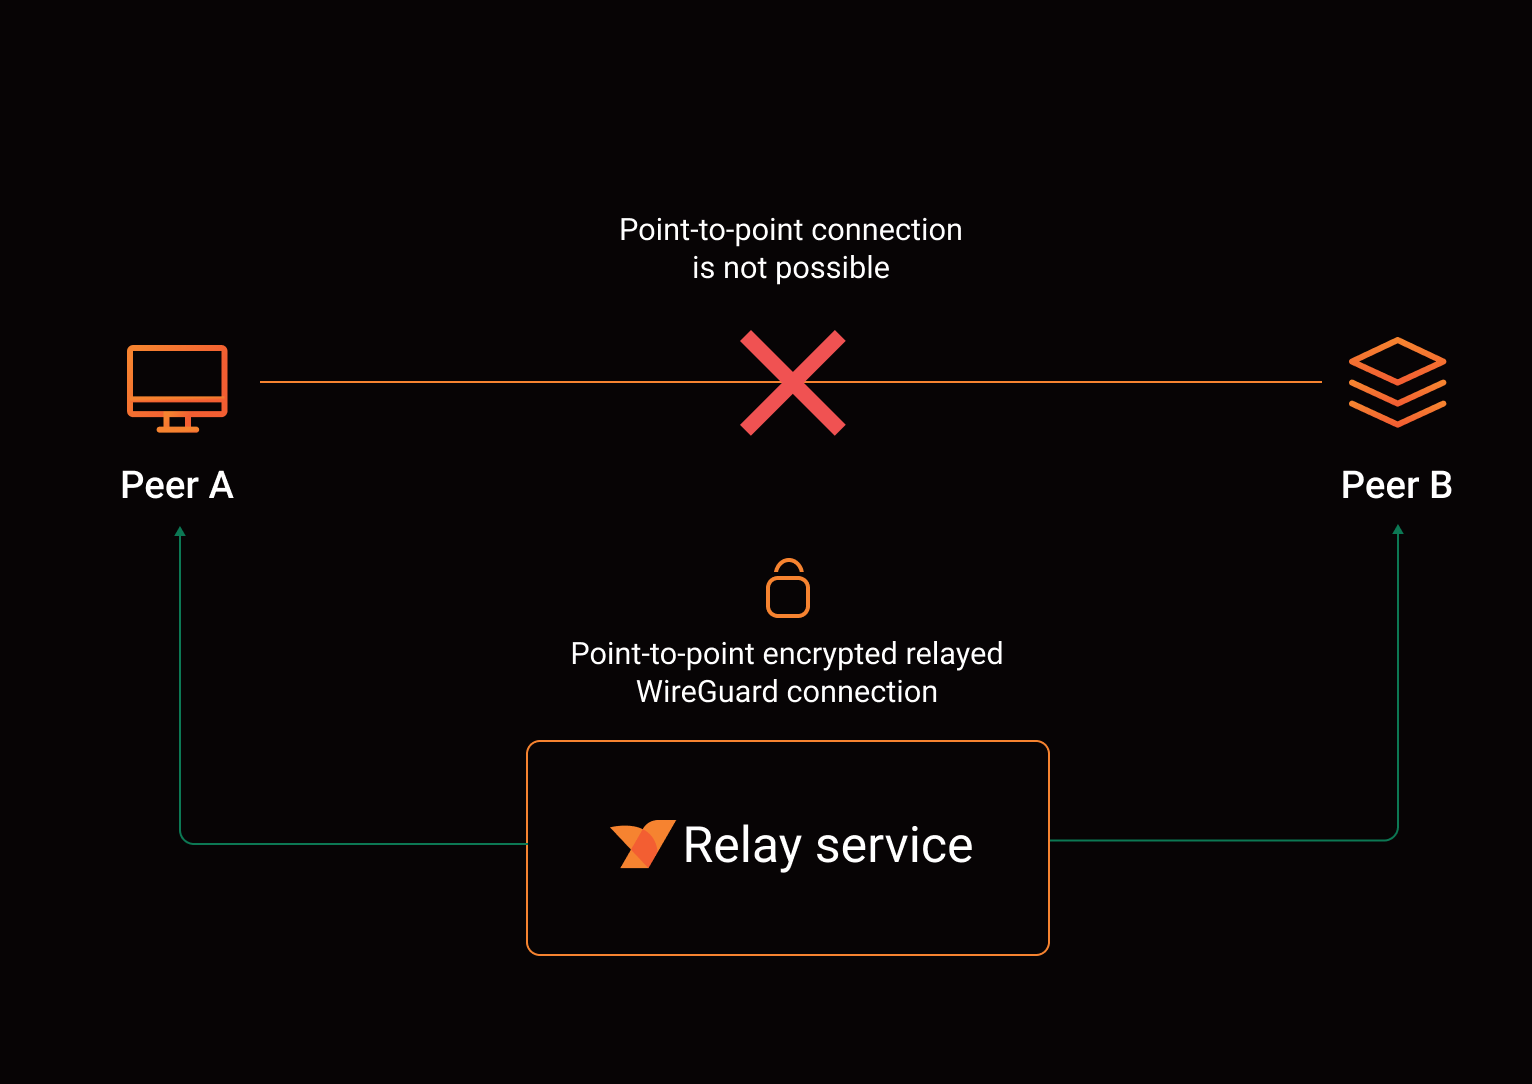 Point-to-point connection
is not possible
Peer A
Peer B
Point-to-point encrypted relayed
WireGuard connection
Relay service